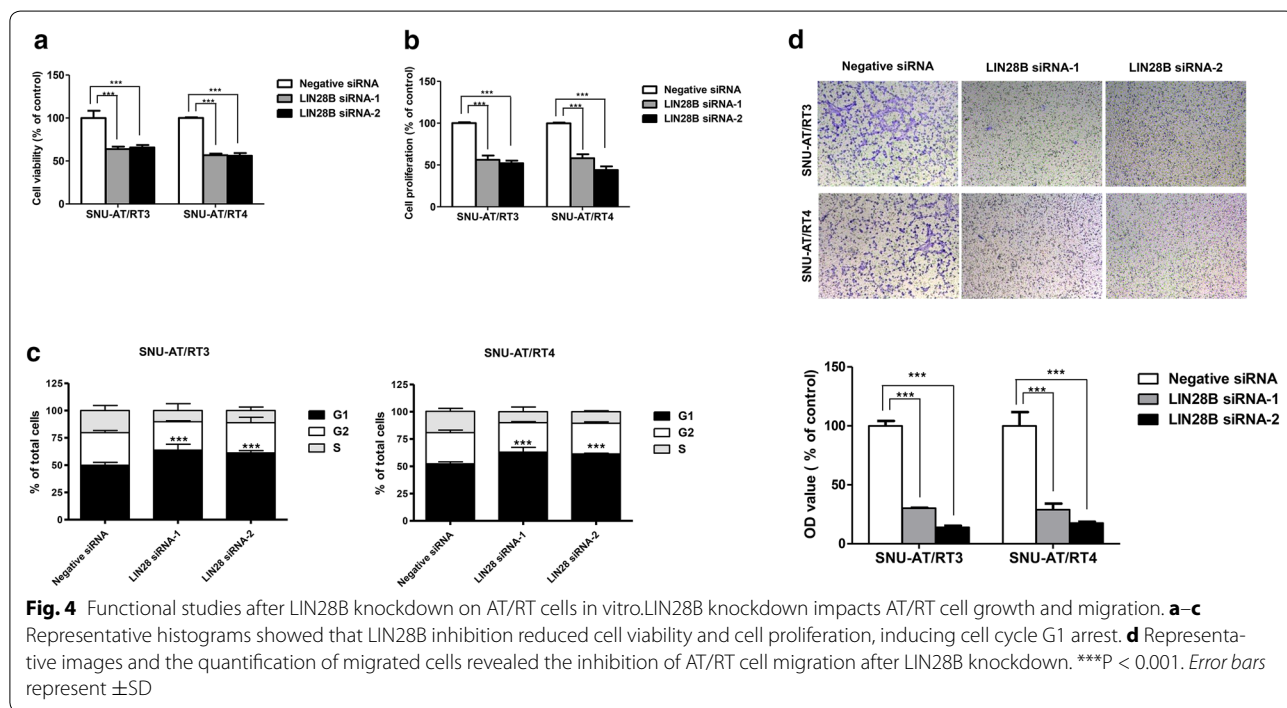 a
Cell viability (% of control)
150
100
50
0
***
***
***
***
SNU-AT/RT3
SNU-AT/RT4
Negative siRNA
LIN28B siRNA-1
LIN28B siRNA-2
b
Cell proliferation (% of control)
150
100
50
0
***
***
***
***
SNU-AT/RT3
SNU-AT/RT4
Negative siRNA
LIN28B siRNA-1
LIN28B siRNA-2
d
Negative siRNA
LIN28B siRNA-1
LIN28B siRNA-2
SNU-AT/RT3
SNU-AT/RT4
c
SNU-AT/RT3
% of total cells
125
100
75
50
25
0
***
***
Negative siRNA
LIN28 siRNA-1
LIN28 siRNA-2
G1
G2
S
SNU-AT/RT4
% of total cells
125
100
75
50
25
0
***
***
Negative siRNA
LIN28 siRNA-1
LIN28 siRNA-2
G1
G2
S
OD value ( % of control)
150
100
50
0
***
***
***
***
SNU-AT/RT3
SNU-AT/RT4
Negative siRNA
LIN28B siRNA-1
LIN28B siRNA-2
Fig. 4 Functional studies after LIN28B knockdown on AT/RT cells in vitro.LIN28B knockdown impacts AT/RT cell growth and migration. a–c
Representative histograms showed that LIN28B inhibition reduced cell viability and cell proliferation, inducing cell cycle G1 arrest. d Representa-
tive images and the quantification of migrated cells revealed the inhibition of AT/RT cell migration after LIN28B knockdown. ***P < 0.001. Error bars
represent ±SD